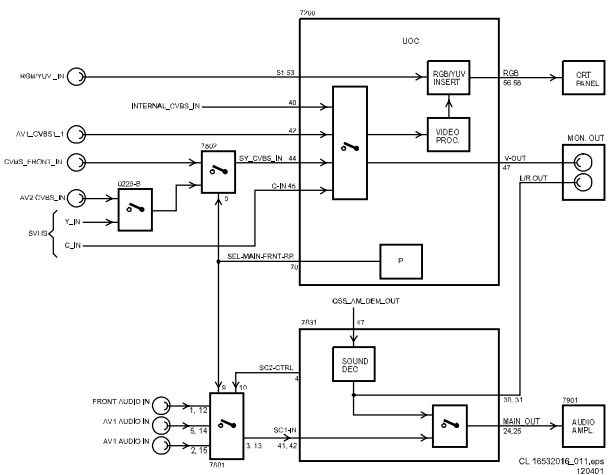 7200
UOC
RGB/YUV_IN
S1 53
RGB/YUV
INSERT
RGB
56 58
CRT
PANEL
INTERNAL_CVBS_IN
40
AV1_CVBS1_1
42
VIDEO
PROC.
MON. OUT
7802
CVBS_FRONT_IN
SY_CVBS_IN 44
V-OUT
47
0225-B
L/R OUT
C-IN 45
AV2 CVBS_IN
9
Y_IN
SVHS
C_IN
SEL-MAIN-FRNT-RR
70
P
QSS_AM_DEM_OUT
7831
47
SC2-CTRL
4
SOUND
DEC
9
10
30, 31
FRONT AUDIO IN
1, 12
7901
AV1 AUDIO IN
5, 14
SC1-IN
3, 13
41, 42
MAIN_OUT
24,25
AUDIO
AMPL.
AV1 AUDIO IN
2, 15
7801
CL 16532016_011.eps
120401